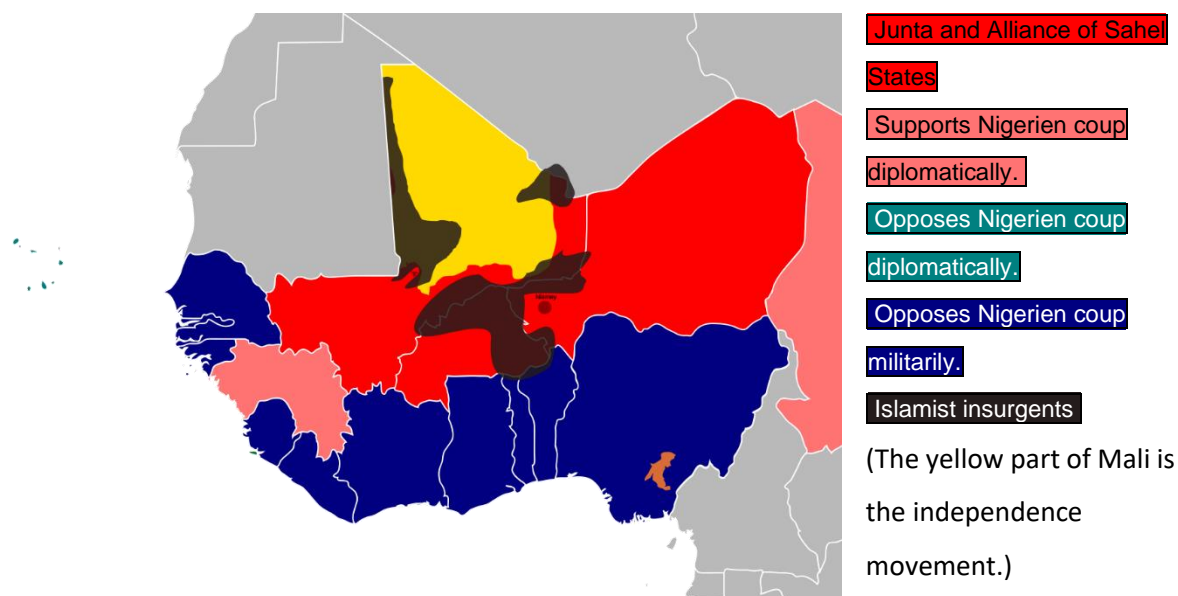 Junta and Alliance of Sahel
States
Supports Nigerien coup
diplomatically.
Opposes Nigerien coup
diplomatically.
Opposes Nigerien coup
militarily.
Islamist insurgents
(The yellow part of Mali is
the independence
movement.)